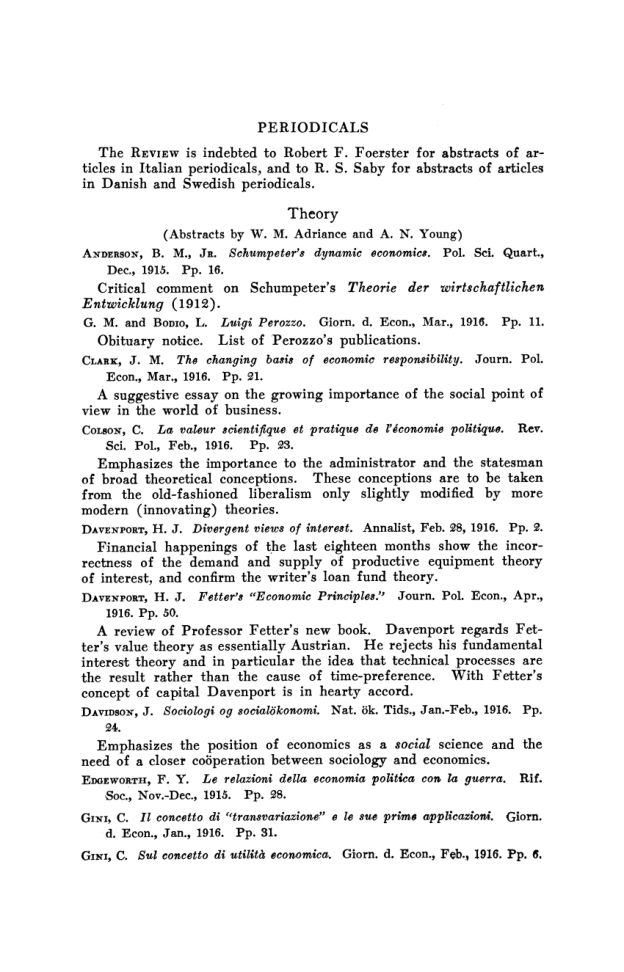 PERIODICALS
The REVIEW is indebted to Robert F. Foerster for abstracts of ar-
ticles in Italian periodicals, and to R. S. Saby for abstracts of articles
in Danish and Swedish periodicals.
Theory
(Abstracts by W. M. Adriance and A. N. Young)
ANDERSON, B. M., JR. Schumpeter's dynamic economics. Pol. Sci. Quart.,
Dec., 1915. Pp. 16.
Critical comment on Schumpeter's Theorie der wirtschaftlichen
Entwicklung (1912).
G. M. and BODIO, L. Luigi Perozzo. Giorn. d. Econ., Mar., 1916. Pp. 11.
Obituary notice. List of Perozzo's publications.
CLARK, J. M. The changing basis of economic responsibility. Journ. Pol.
Econ., Mar., 1916. Pp. 21.
A suggestive essay on the growing importance of the social point of
view in the world of business.
COLSON, C. La valeur scientifique et pratique de l'économie politique. Rev.
Sci. Pol., Feb., 1916. Pp. 23.
Emphasizes the importance to the administrator and the statesman
of broad theoretical conceptions. These conceptions are to be taken
from the old-fashioned liberalism only slightly modified by more
modern (innovating) theories.
DAVENPORT, H. J. Divergent views of interest. Annalist, Feb. 28, 1916. Pp. 2.
Financial happenings of the last eighteen months show the incor-
rectness of the demand and supply of productive equipment theory
of interest, and confirm the writer's loan fund theory.
DAVENPORT, H. J. Fetter's "Economic Principles." Journ. Pol. Econ., Apr.,
1916. Pp. 50.
A review of Professor Fetter's new book. Davenport regards Fet-
ter's value theory as essentially Austrian. He rejects his fundamental
interest theory and in particular the idea that technical processes are
the result rather than the cause of time-preference. With Fetter's
concept of capital Davenport is in hearty accord.
DAVIDSON, J. Sociologi og socialökonomi. Nat. ök. Tids., Jan.-Feb., 1916. Pp.
24.
Emphasizes the position of economics as a social science and the
need of a closer coöperation between sociology and economics.
EDGEWORTH, F. Y. Le relazioni della economia politica con la guerra. Rif.
Soc., Nov.-Dec., 1915. Pp. 28.
GINI, C. Il concetto di "transvariazione" e le sue prime applicazioni. Giorn.
d. Econ., Jan., 1916. Pp. 31.
GINI, C. Sul concetto di utilità economica. Giorn. d. Econ., Feb., 1916. Pp. 6.